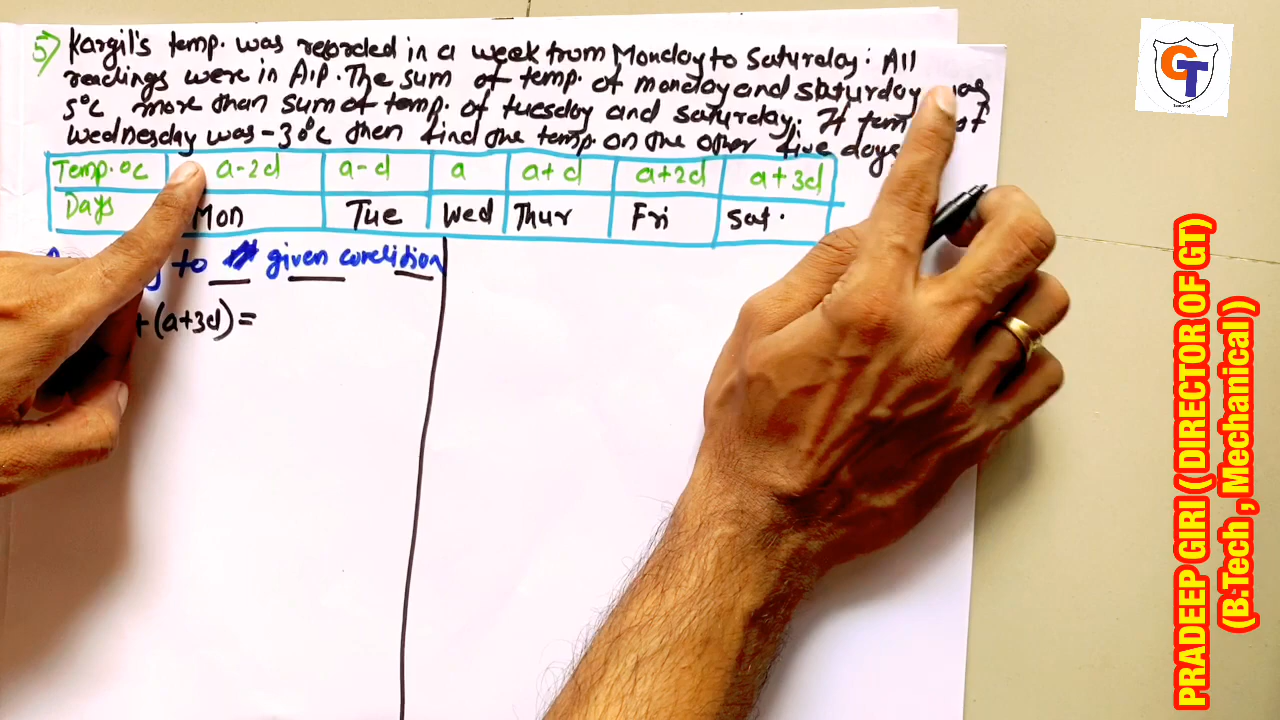 5) Kargil's temp. was recorded in a week from Monday to Saturday: All
readings were in A.P. The sum of temp. of monday and saturday was
5°C more than sum of temp. of tuesday and saturday. If temp of
Wednesday was -30°C then find the temp on the other five days
Temp.°C a-2d a-d a a+d a+2d a+3d
Days Mon Tue Wed Thur Fri Sat.
to given condition
+(a+3d)=
GT
PRADEEP GIRI ( DIRECTOR OF GT)
(B.Tech , Mechanical )